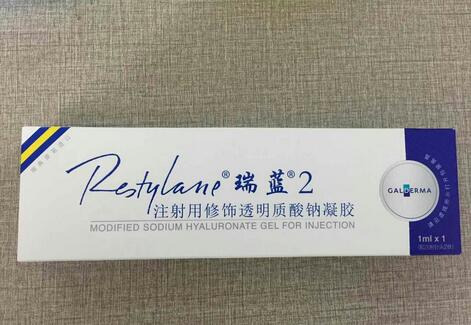 Restylane® 瑞蓝® 2
注射用修饰透明质酸钠凝胶
MODIFIED SODIUM HYALURONATE GEL FOR INJECTION
GALDERMA
1ml x 1